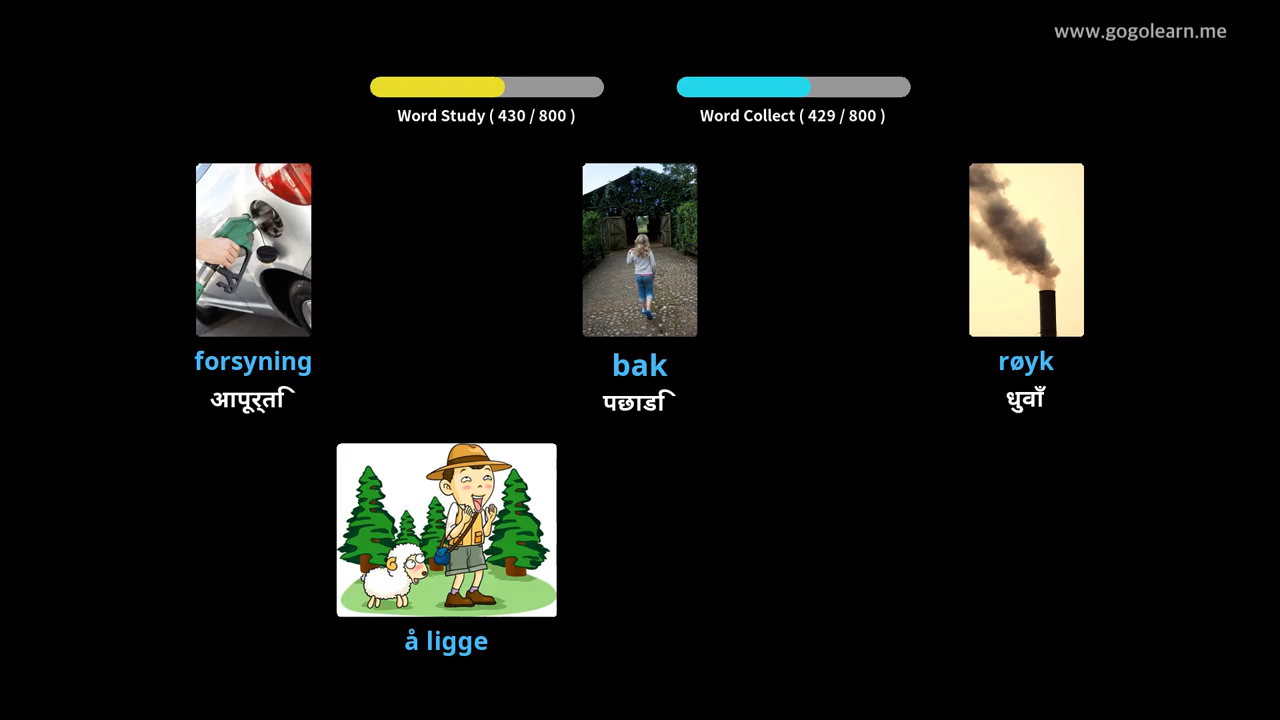 www.gogolearn.me
Word Study ( 430 / 800 )
Word Collect ( 429 / 800 )
forsyning
bak
røyk
आपूर्ति
पछाडि
धुवाँ
å ligge